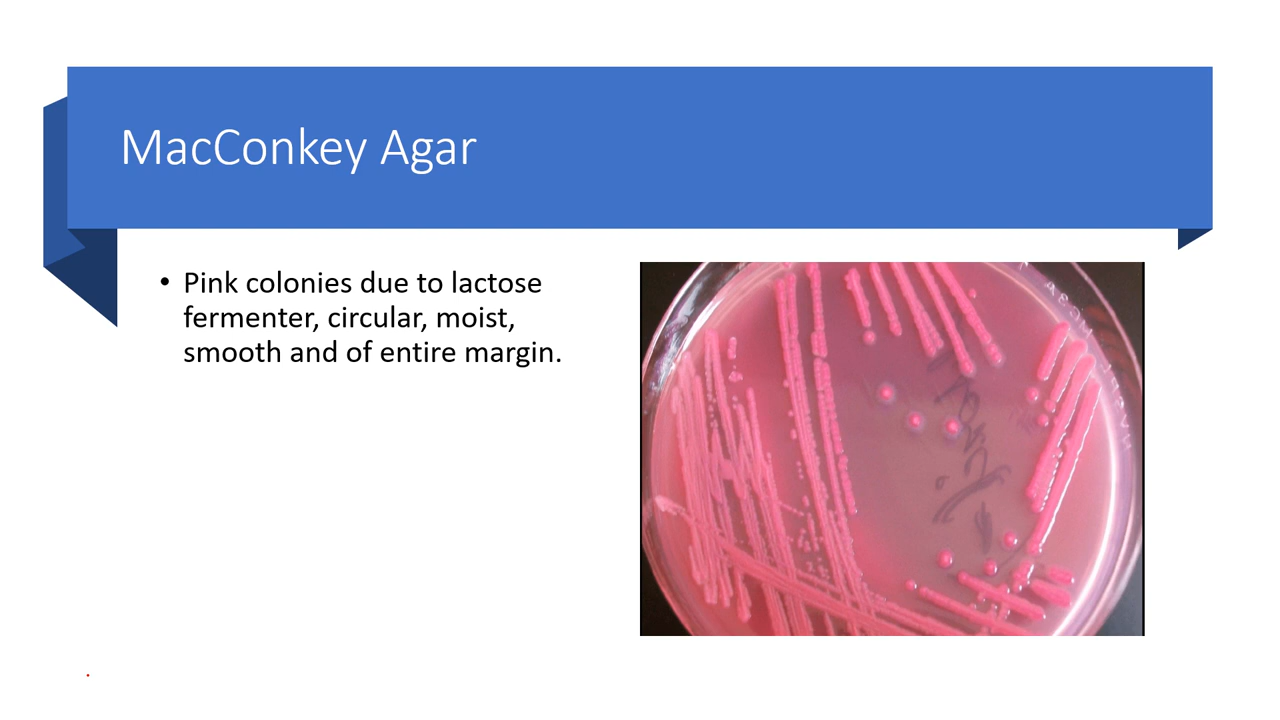 MacConkey Agar
• Pink colonies due to lactose
fermenter, circular, moist,
smooth and of entire margin.